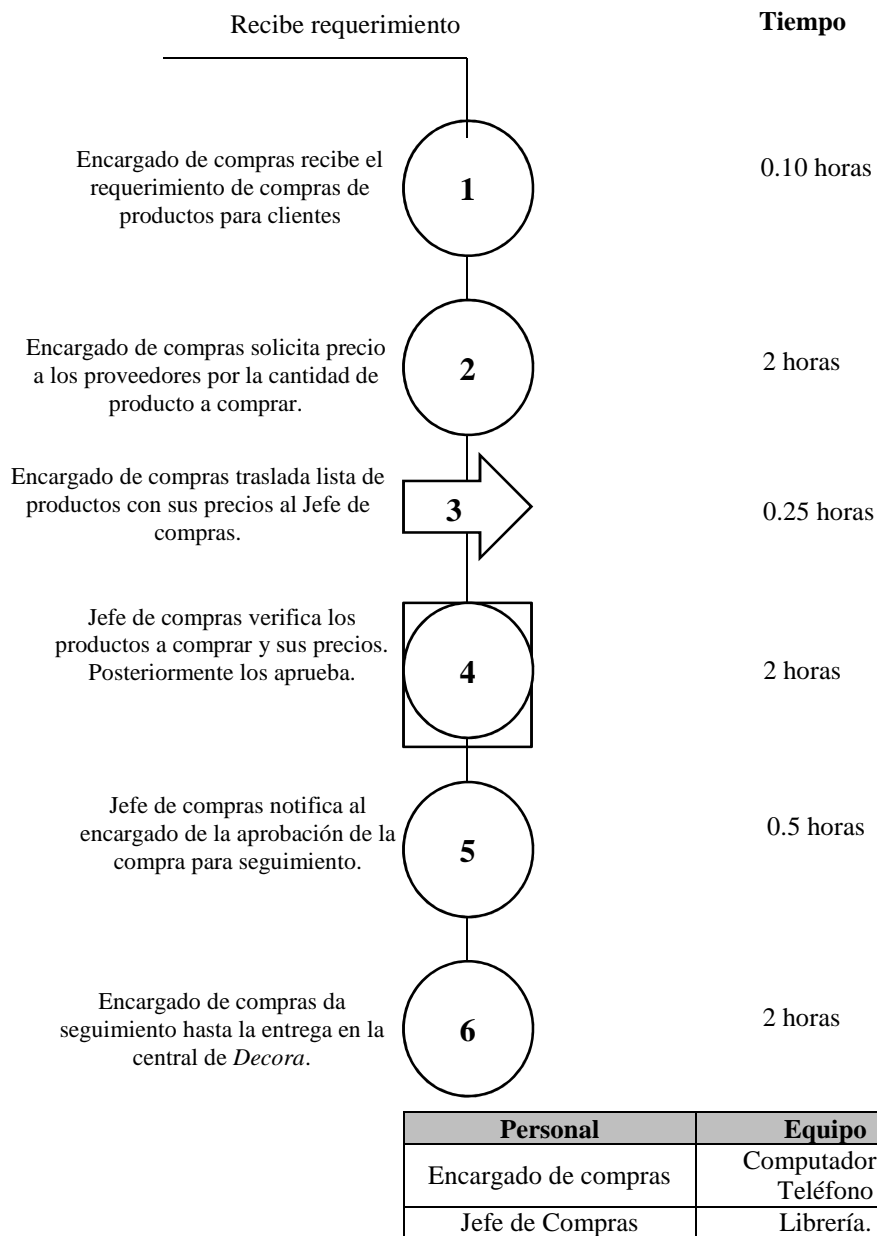 Recibe requerimiento
Tiempo
Encargado de compras recibe el
requerimiento de compras de
productos para clientes
1
0.10 horas
Encargado de compras solicita precio
a los proveedores por la cantidad de
producto a comprar.
2
2 horas
Encargado de compras traslada lista de
productos con sus precios al Jefe de
compras.
3
0.25 horas
Jefe de compras verifica los
productos a comprar y sus precios.
Posteriormente los aprueba.
4
2 horas
Jefe de compras notifica al
encargado de la aprobación de la
compra para seguimiento.
5
0.5 horas
Encargado de compras da
seguimiento hasta la entrega en la
central de Decora.
6
2 horas
Personal
Equipo
Encargado de compras
Computador
Teléfono
Jefe de Compras
Librería.